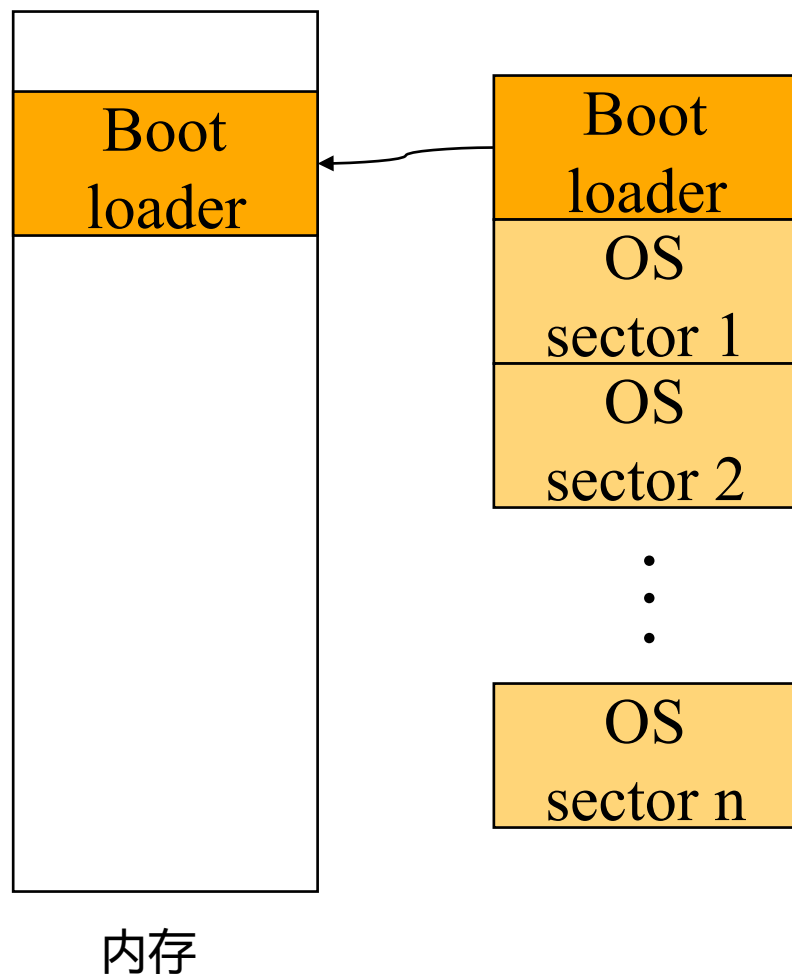 Boot
loader
Boot
loader
OS
sector 1
OS
sector 2
OS
sector n
内存